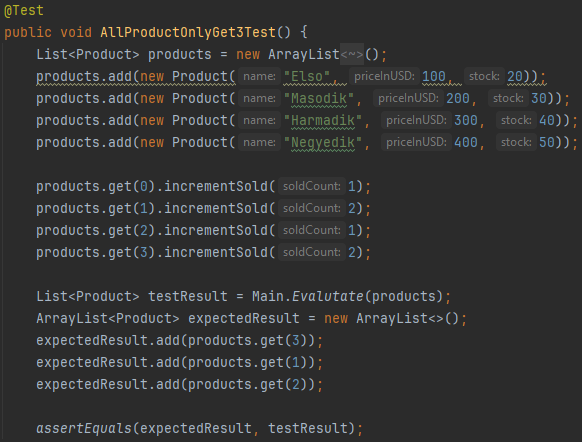 @Test
public void AllProductOnlyGet3Test() {
    List<Product> products = new ArrayList<~>();
    products.add(new Product( name: "Elso", priceInUSD: 100, stock: 20));
    products.add(new Product( name: "Masodik", priceInUSD: 200, stock: 30));
    products.add(new Product( name: "Harmadik", priceInUSD: 300, stock: 40));
    products.add(new Product( name: "Negyedik", priceInUSD: 400, stock: 50));

    products.get(0).incrementSold( soldCount: 1);
    products.get(1).incrementSold( soldCount: 2);
    products.get(2).incrementSold( soldCount: 1);
    products.get(3).incrementSold( soldCount: 2);

    List<Product> testResult = Main.Evalutate(products);
    ArrayList<Product> expectedResult = new ArrayList<>();
    expectedResult.add(products.get(3));
    expectedResult.add(products.get(1));
    expectedResult.add(products.get(2));

    assertEquals(expectedResult, testResult);